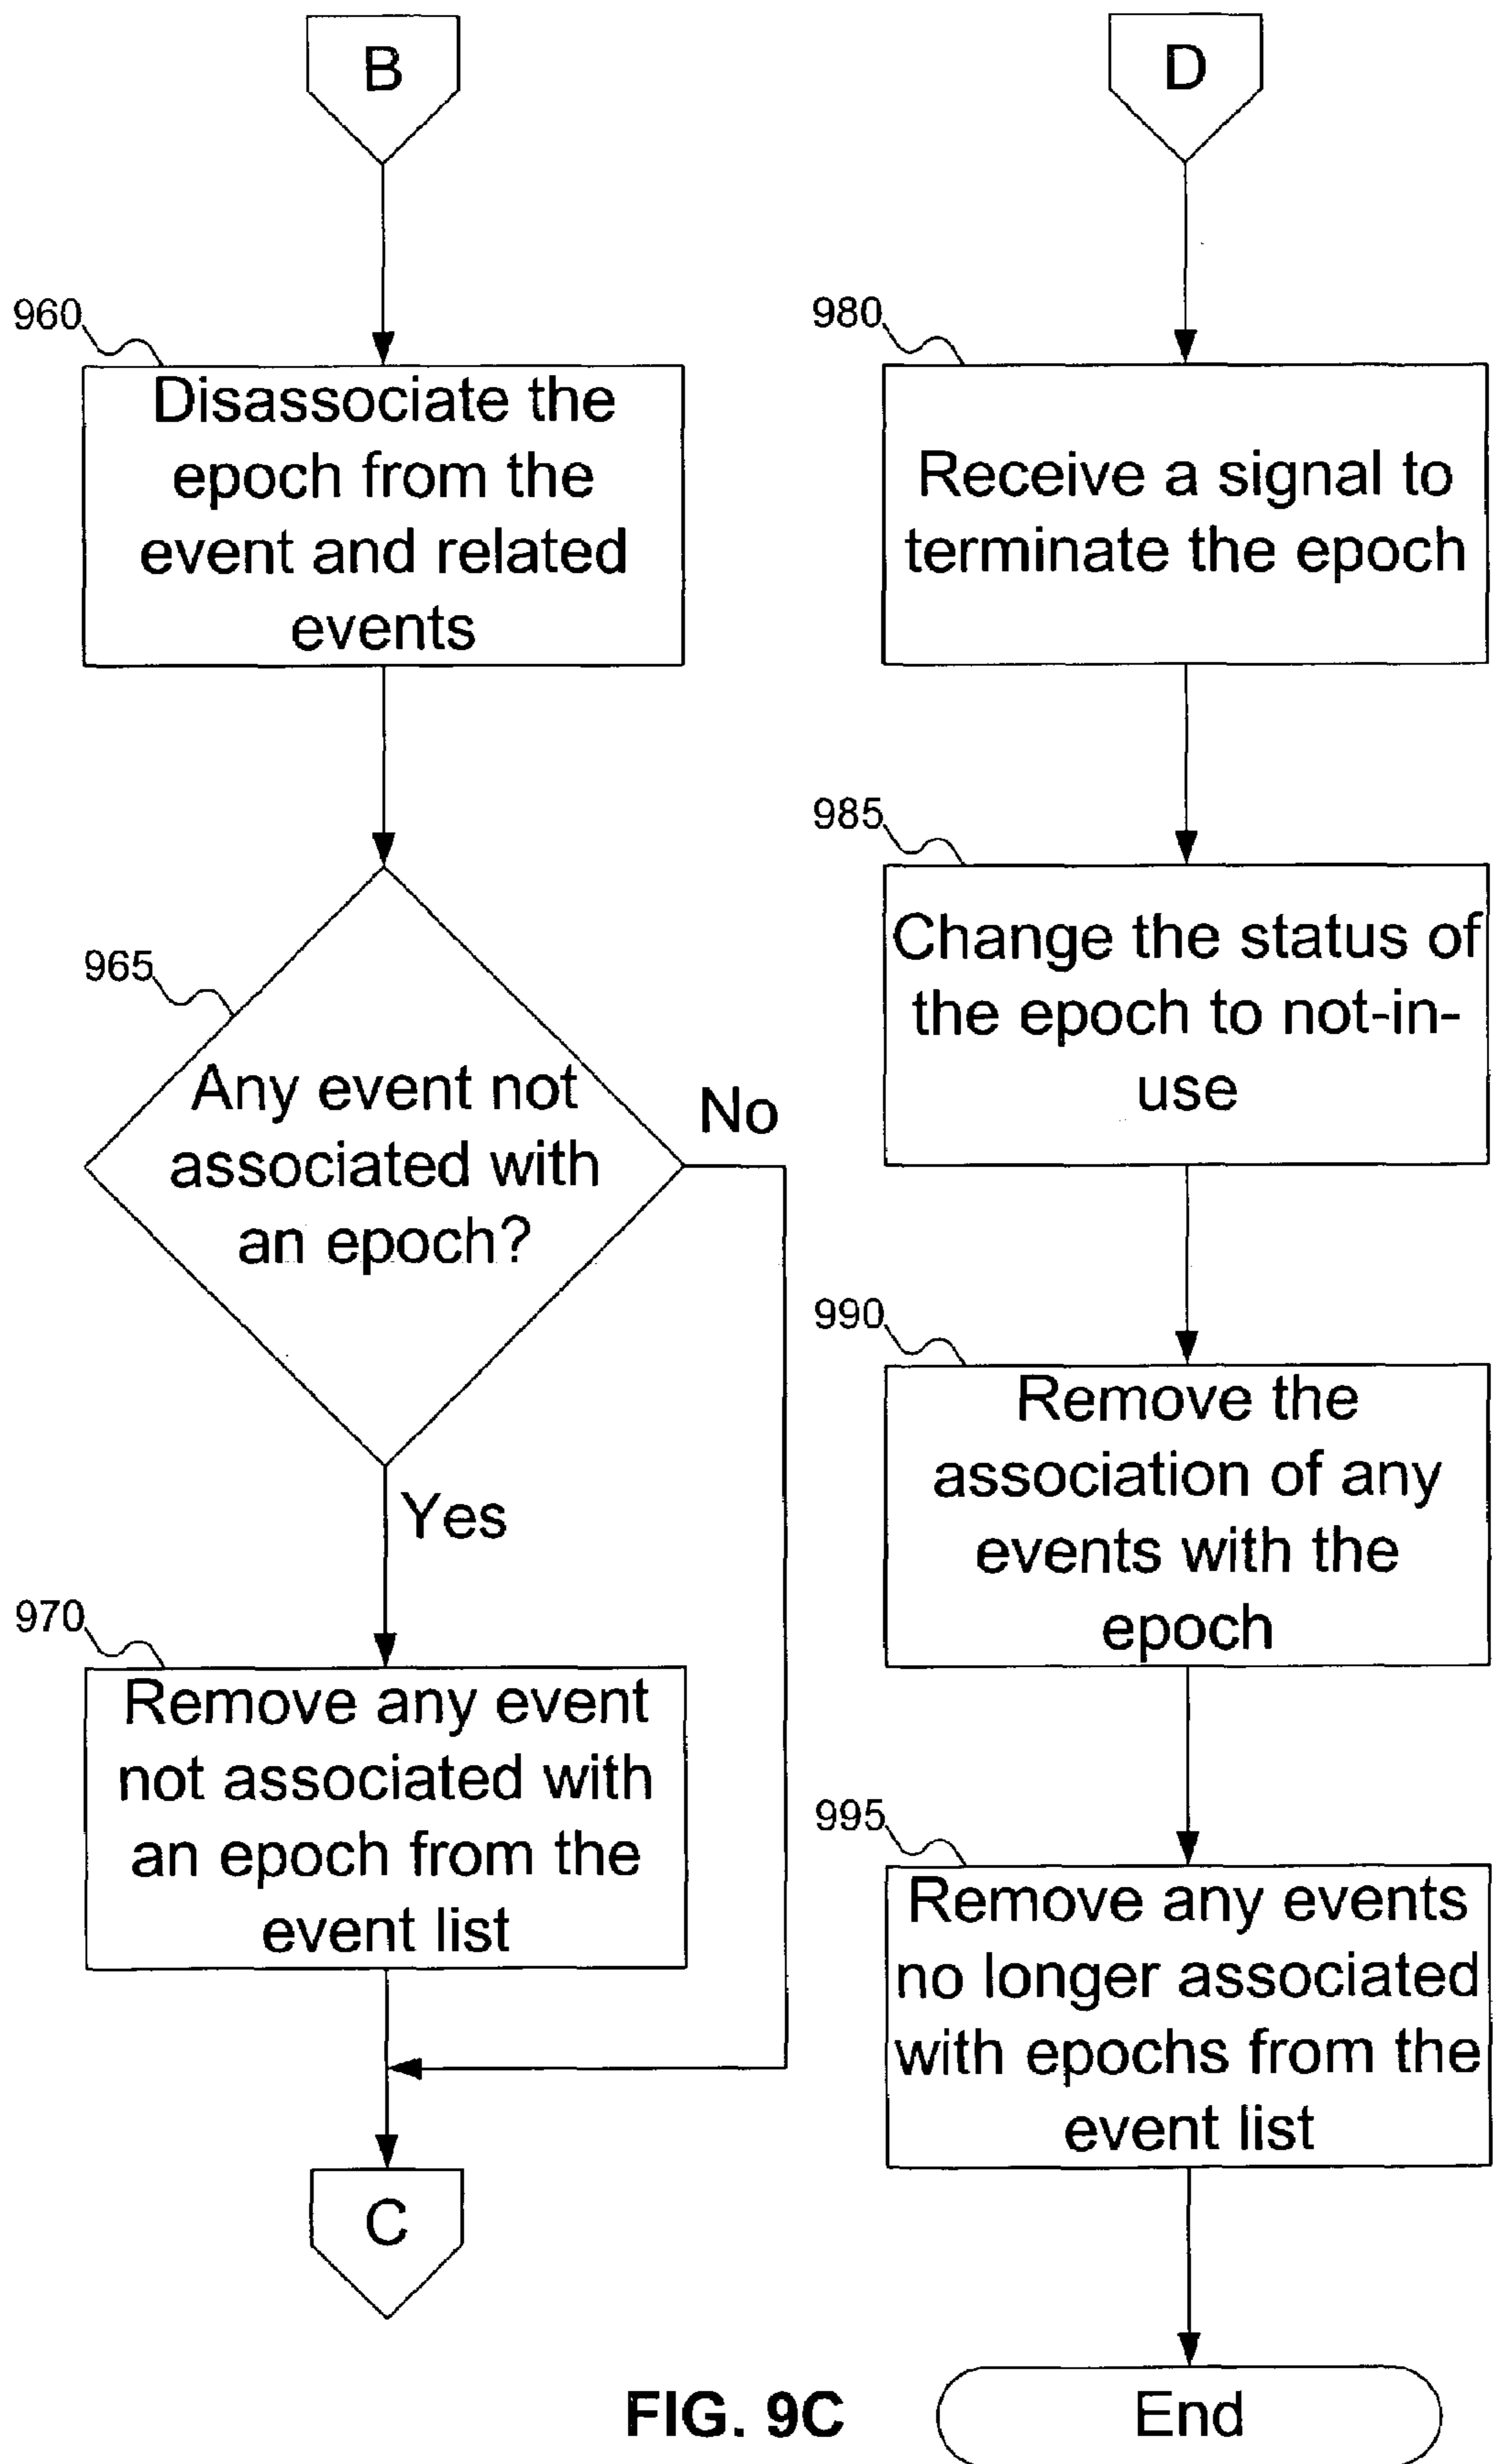 B
960
Disassociate the
epoch from the
event and related
events
965
Any event not
associated with
an epoch?
No
Yes
970
Remove any event
not associated with
an epoch from the
event list
C
D
980
Receive a signal to
terminate the epoch
985
Change the status of
the epoch to not-in-
use
990
Remove the
association of any
events with the
epoch
995
Remove any events
no longer associated
with epochs from the
event list
End
FIG. 9C